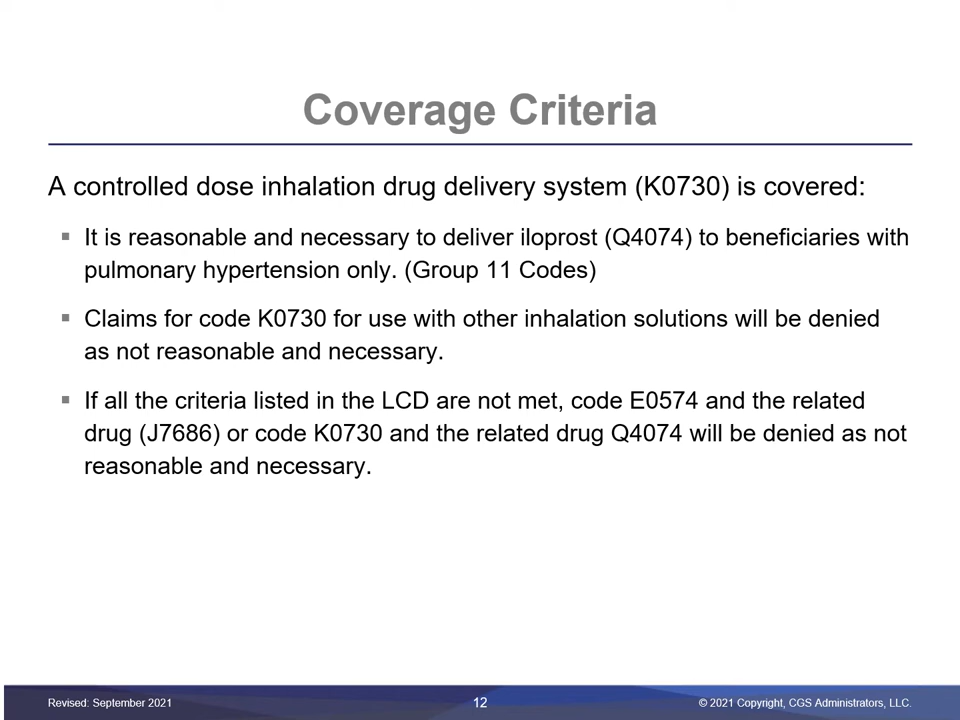 Coverage Criteria
A controlled dose inhalation drug delivery system (K0730) is covered:
▪ It is reasonable and necessary to deliver iloprost (Q4074) to beneficiaries with
pulmonary hypertension only. (Group 11 Codes)
▪ Claims for code K0730 for use with other inhalation solutions will be denied
as not reasonable and necessary.
▪ If all the criteria listed in the LCD are not met, code E0574 and the related
drug (J7686) or code K0730 and the related drug Q4074 will be denied as not
reasonable and necessary.
Revised: September 2021
12
© 2021 Copyright, CGS Administrators, LLC.